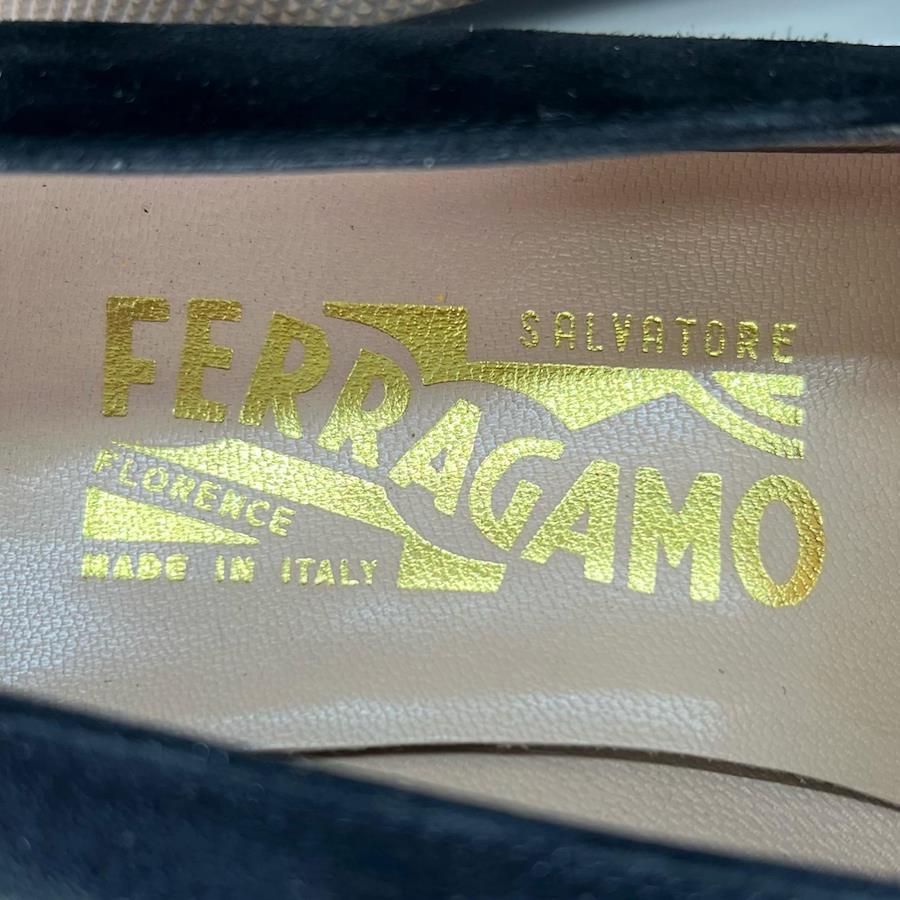 SALVATORE
FERRAGAMO
FLORENCE
MADE IN ITALY